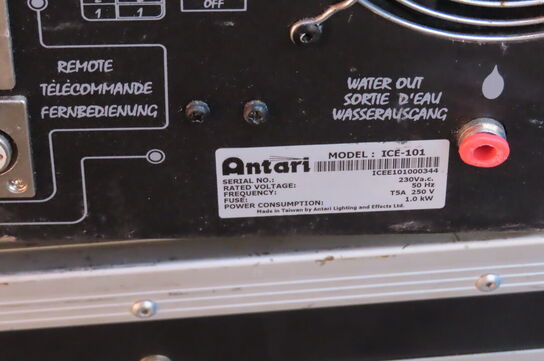 OFF
1 1
REMOTE
TÉLÉCOMMANDE
FERNBEDIENUNG
WATER OUT
SORTIE D'EAU
WASSERAUSGANG
Antari MODEL : ICE-101
SERIAL NO.: ICEE101000344
RATED VOLTAGE: 230Va.c.
FREQUENCY: 50 Hz
FUSE: T5A 250 V
POWER CONSUMPTION: 1.0 kW
Made in Taiwan by Antari Lighting and Effects Ltd.